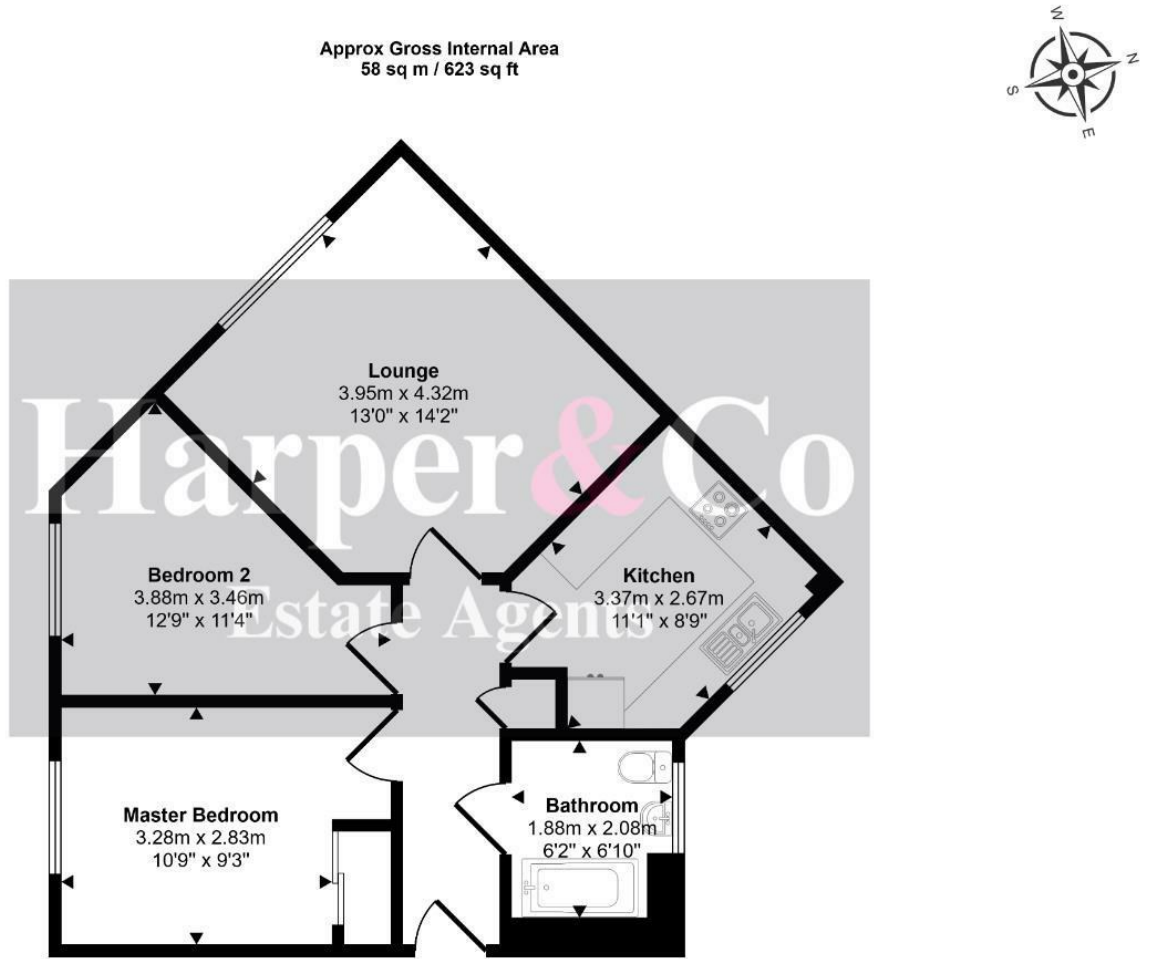 Approx Gross Internal Area
58 sq m / 623 sq ft
W
N
S
E
Lounge
3.95m x 4.32m
13'0" x 14'2"
Harper&Co
Estate Agents
Bedroom 2
3.88m x 3.46m
12'9" x 11'4"
Kitchen
3.37m x 2.67m
11'1" x 8'9"
Master Bedroom
3.28m x 2.83m
10'9" x 9'3"
Bathroom
1.88m x 2.08m
6'2" x 6'10"